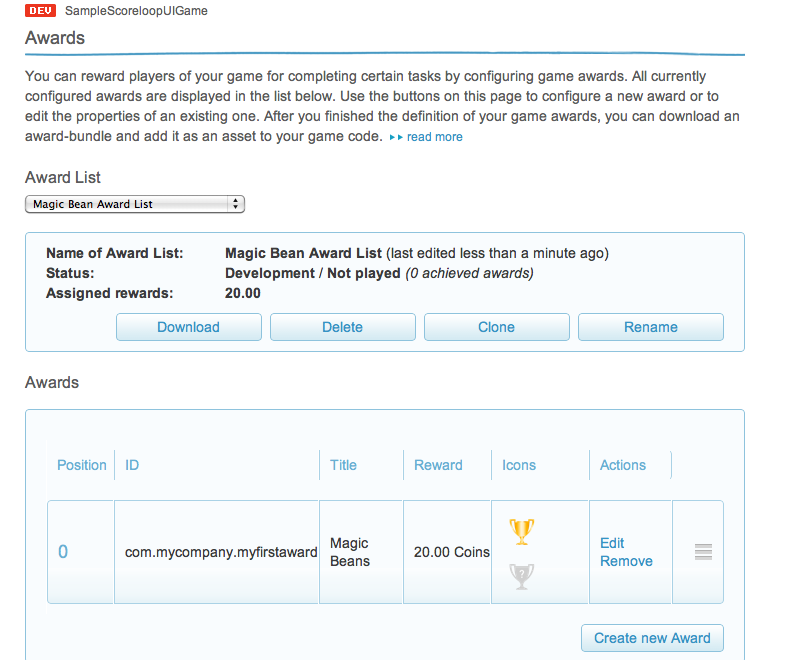 DEV SampleScoreloopUIGame
Awards
You can reward players of your game for completing certain tasks by configuring game awards. All currently
configured awards are displayed in the list below. Use the buttons on this page to configure a new award or to
edit the properties of an existing one. After you finished the definition of your game awards, you can download an
award-bundle and add it as an asset to your game code. read more
Award List
Magic Bean Award List
Name of Award List: Magic Bean Award List (last edited less than a minute ago)
Status: Development / Not played (0 achieved awards)
Assigned rewards: 20.00
Download Delete Clone Rename
Awards
Position ID Title Reward Icons Actions
0 com.mycompany.myfirstaward Magic Beans 20.00 Coins ? Edit
Remove
Create new Award